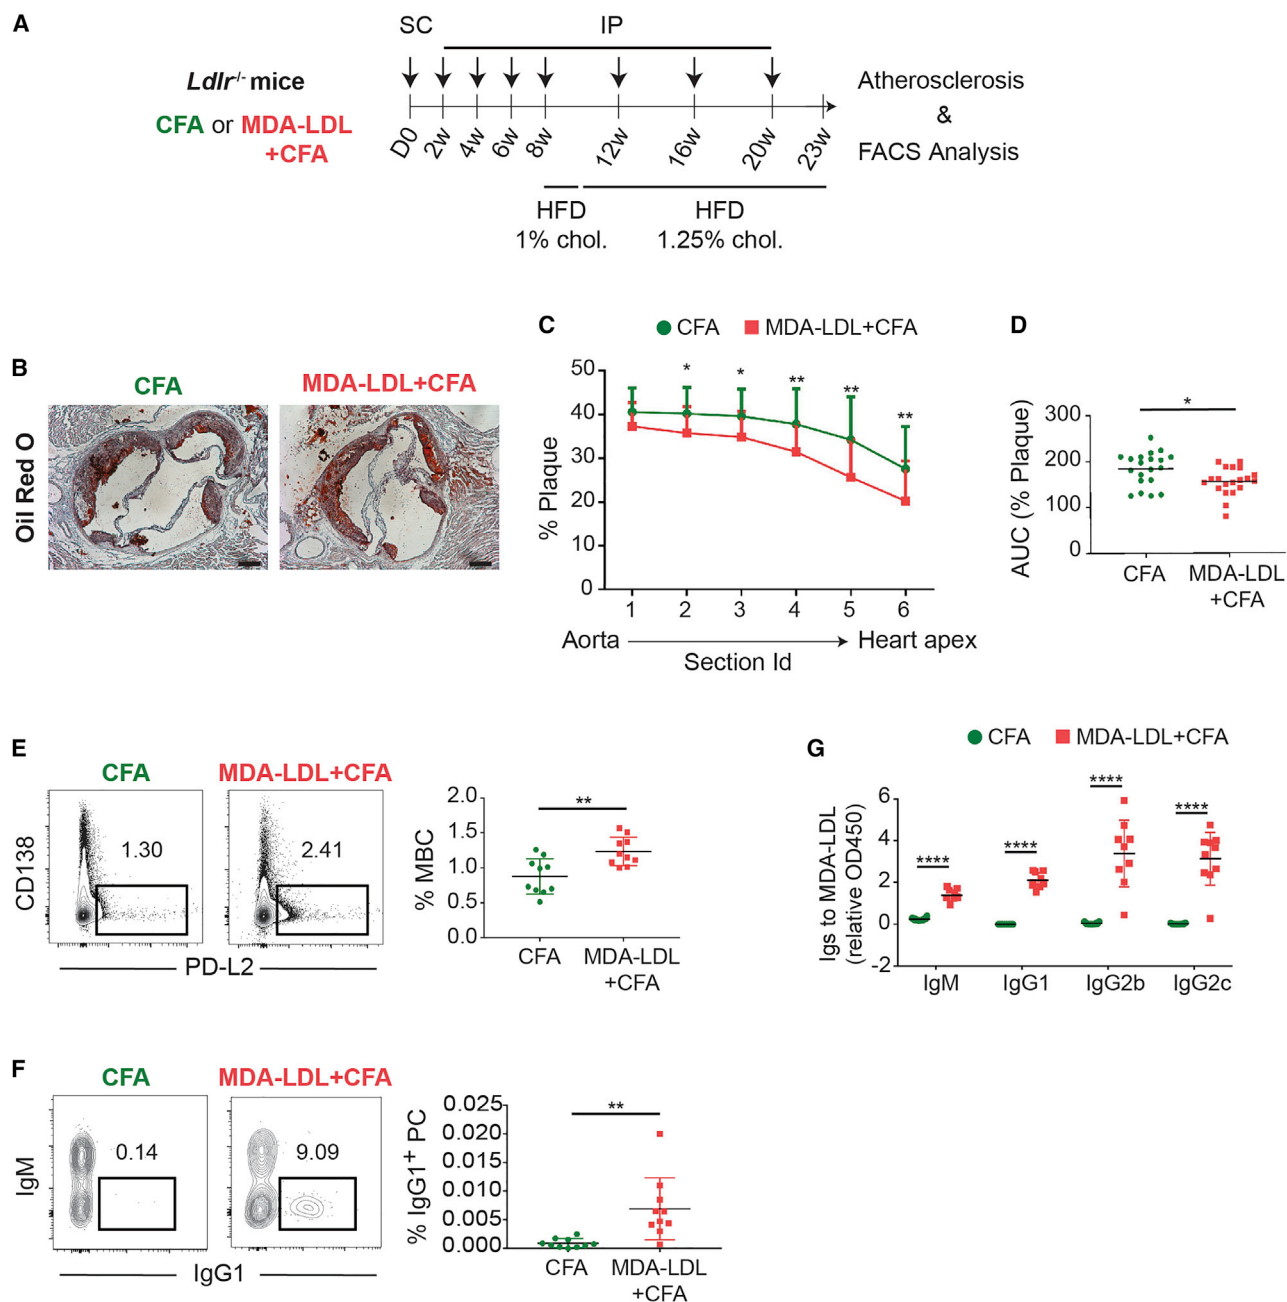 A
SC
IP
Ldlr-/- mice
CFA or MDA-LDL
+CFA
D0
2w
4w
6w
8w
12w
16w
20w
23w
HFD
1% chol.
HFD
1.25% chol.
Atherosclerosis
&
FACS Analysis
B
CFA
MDA-LDL+CFA
Oil Red O
C
CFA
MDA-LDL+CFA
% Plaque
50
40
30
20
10
0
* * ** ** **
1 2 3 4 5 6
Aorta
Heart apex
Section Id
D
AUC (% Plaque)
300
200
100
0
*
CFA
MDA-LDL
+CFA
E
CFA
MDA-LDL+CFA
CD138
1.30
2.41
PD-L2
% MBC
2.0
1.5
1.0
0.5
0.0
**
CFA
MDA-LDL
+CFA
G
CFA
MDA-LDL+CFA
Igs to MDA-LDL
(relative OD450)
6
4
2
0
-2
**** **** **** ****
IgM IgG1 IgG2b IgG2c
F
CFA
MDA-LDL+CFA
IgM
0.14
9.09
IgG1
% IgG1+ PC
0.025
0.020
0.015
0.010
0.005
0.000
**
CFA
MDA-LDL
+CFA